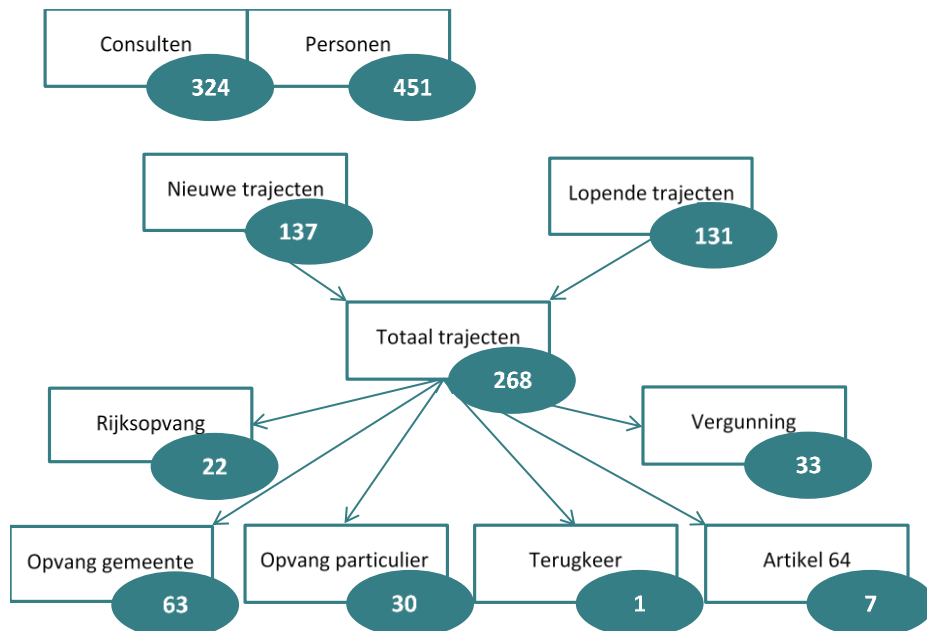 Consulten
324
Personen
451
Nieuwe trajecten
137
Lopende trajecten
131
Totaal trajecten
268
Rijksopvang
22
Vergunning
33
Opvang gemeente
63
Opvang particulier
30
Terugkeer
1
Artikel 64
7